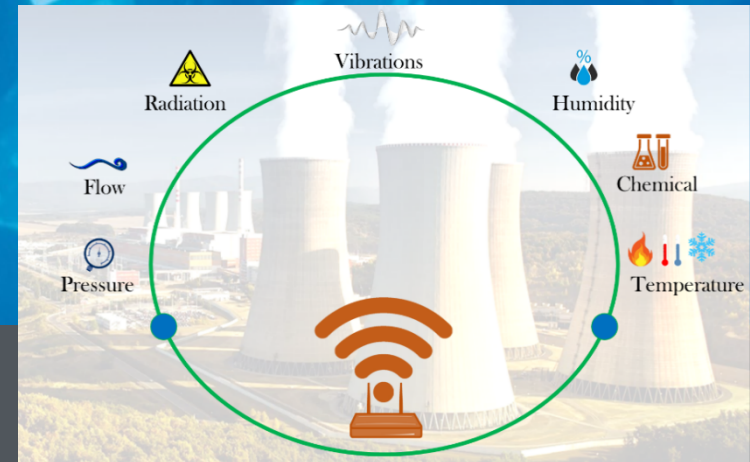 Vibrations
Radiation
%
Humidity
Flow
Chemical
Pressure
Temperature